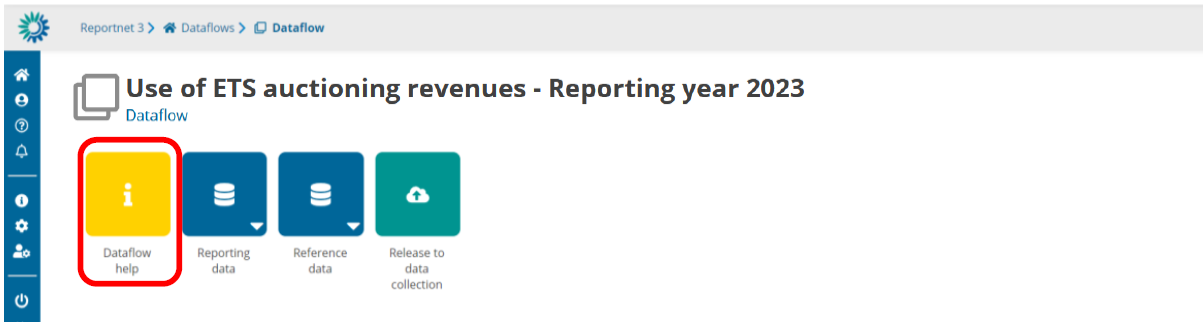 Reportnet 3 Dataflows Dataflow
Use of ETS auctioning revenues - Reporting year 2023
Dataflow
Dataflow help
Reporting data
Reference data
Release to data collection